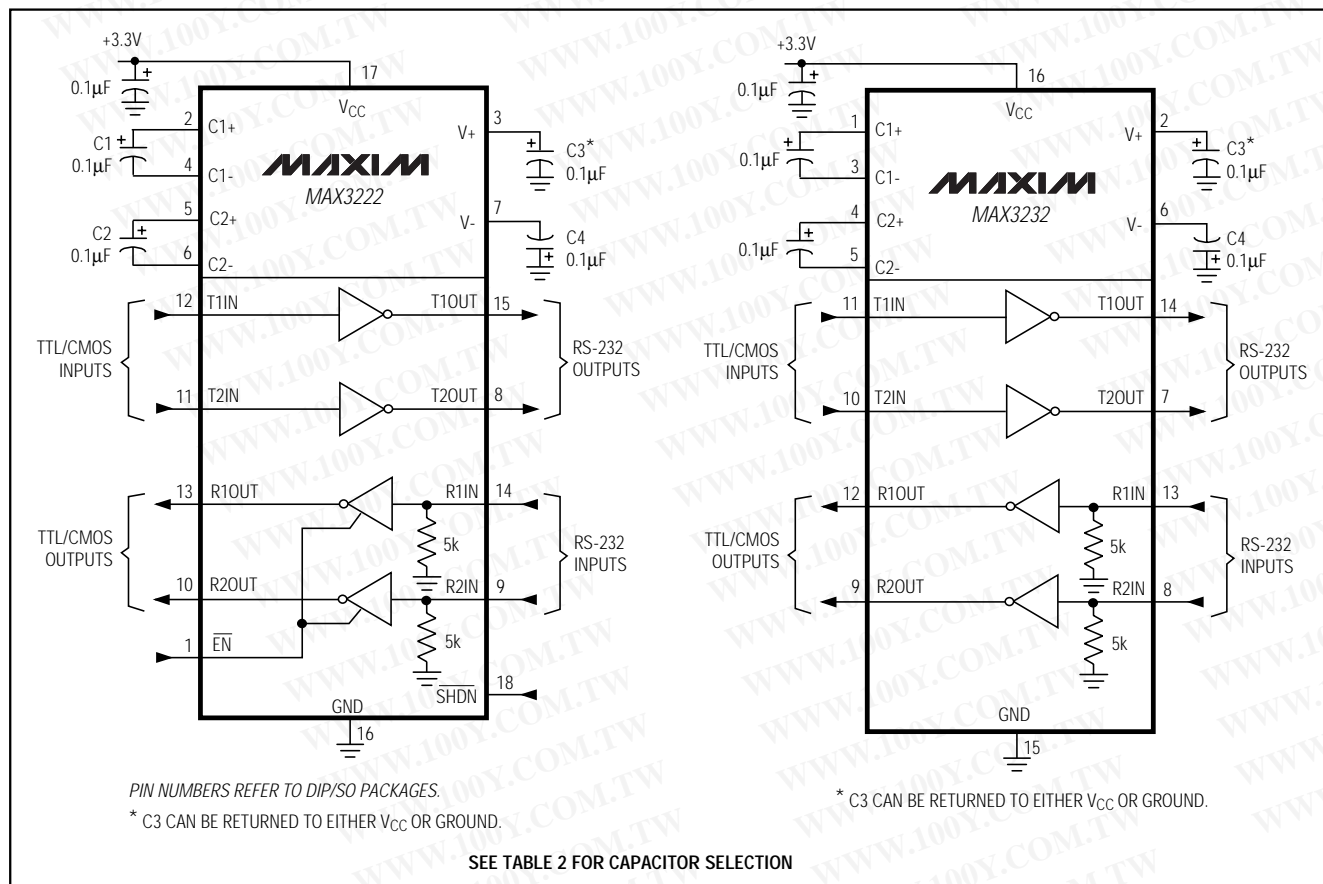 +3.3V
0.1µF
+
17
VCC
2
C1+
C1
+
0.1µF
4
C1-
5
C2+
C2
+
0.1µF
6
C2-
MAXIM
MAX3222
3
V+
+
C3*
0.1µF
7
V-
C4
+
0.1µF
TTL/CMOS
INPUTS
12
T1IN
T1OUT
15
11
T2IN
T2OUT
8
RS-232
OUTPUTS
TTL/CMOS
OUTPUTS
13
R1OUT
R1IN
14
5k
10
R2OUT
R2IN
9
5k
RS-232
INPUTS
1
EN
18
SHDN
GND
16
PIN NUMBERS REFER TO DIP/SO PACKAGES.
* C3 CAN BE RETURNED TO EITHER VCC OR GROUND.
+3.3V
0.1µF
+
16
VCC
1
C1+
+
0.1µF
3
C1-
4
C2+
+
0.1µF
5
C2-
MAXIM
MAX3232
2
V+
+
C3*
0.1µF
6
V-
C4
+
0.1µF
TTL/CMOS
INPUTS
11
T1IN
T1OUT
14
10
T2IN
T2OUT
7
RS-232
OUTPUTS
TTL/CMOS
OUTPUTS
12
R1OUT
R1IN
13
5k
9
R2OUT
R2IN
8
5k
RS-232
INPUTS
GND
15
* C3 CAN BE RETURNED TO EITHER VCC OR GROUND.
SEE TABLE 2 FOR CAPACITOR SELECTION
WWW.100Y.COM.TW